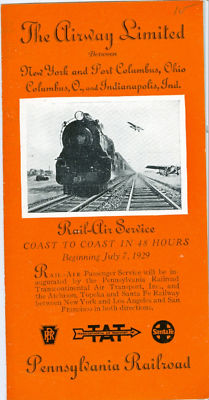 10
The Airway Limited
Between
New York and Port Columbus, Ohio
Columbus, O., and Indianapolis, Ind.
Rail-Air Service
COAST TO COAST IN 48 HOURS
Beginning July 7, 1929
RAIL-AIR Passenger Service will be in-
augurated by the Pennsylvania Railroad
Transcontinental Air Transport, Inc., and
the Atchison, Topeka and Santa Fe Railway
between New York and Los Angeles and San
Francisco in both directions.
PRR
TAT
Santa Fe
Pennsylvania Railroad